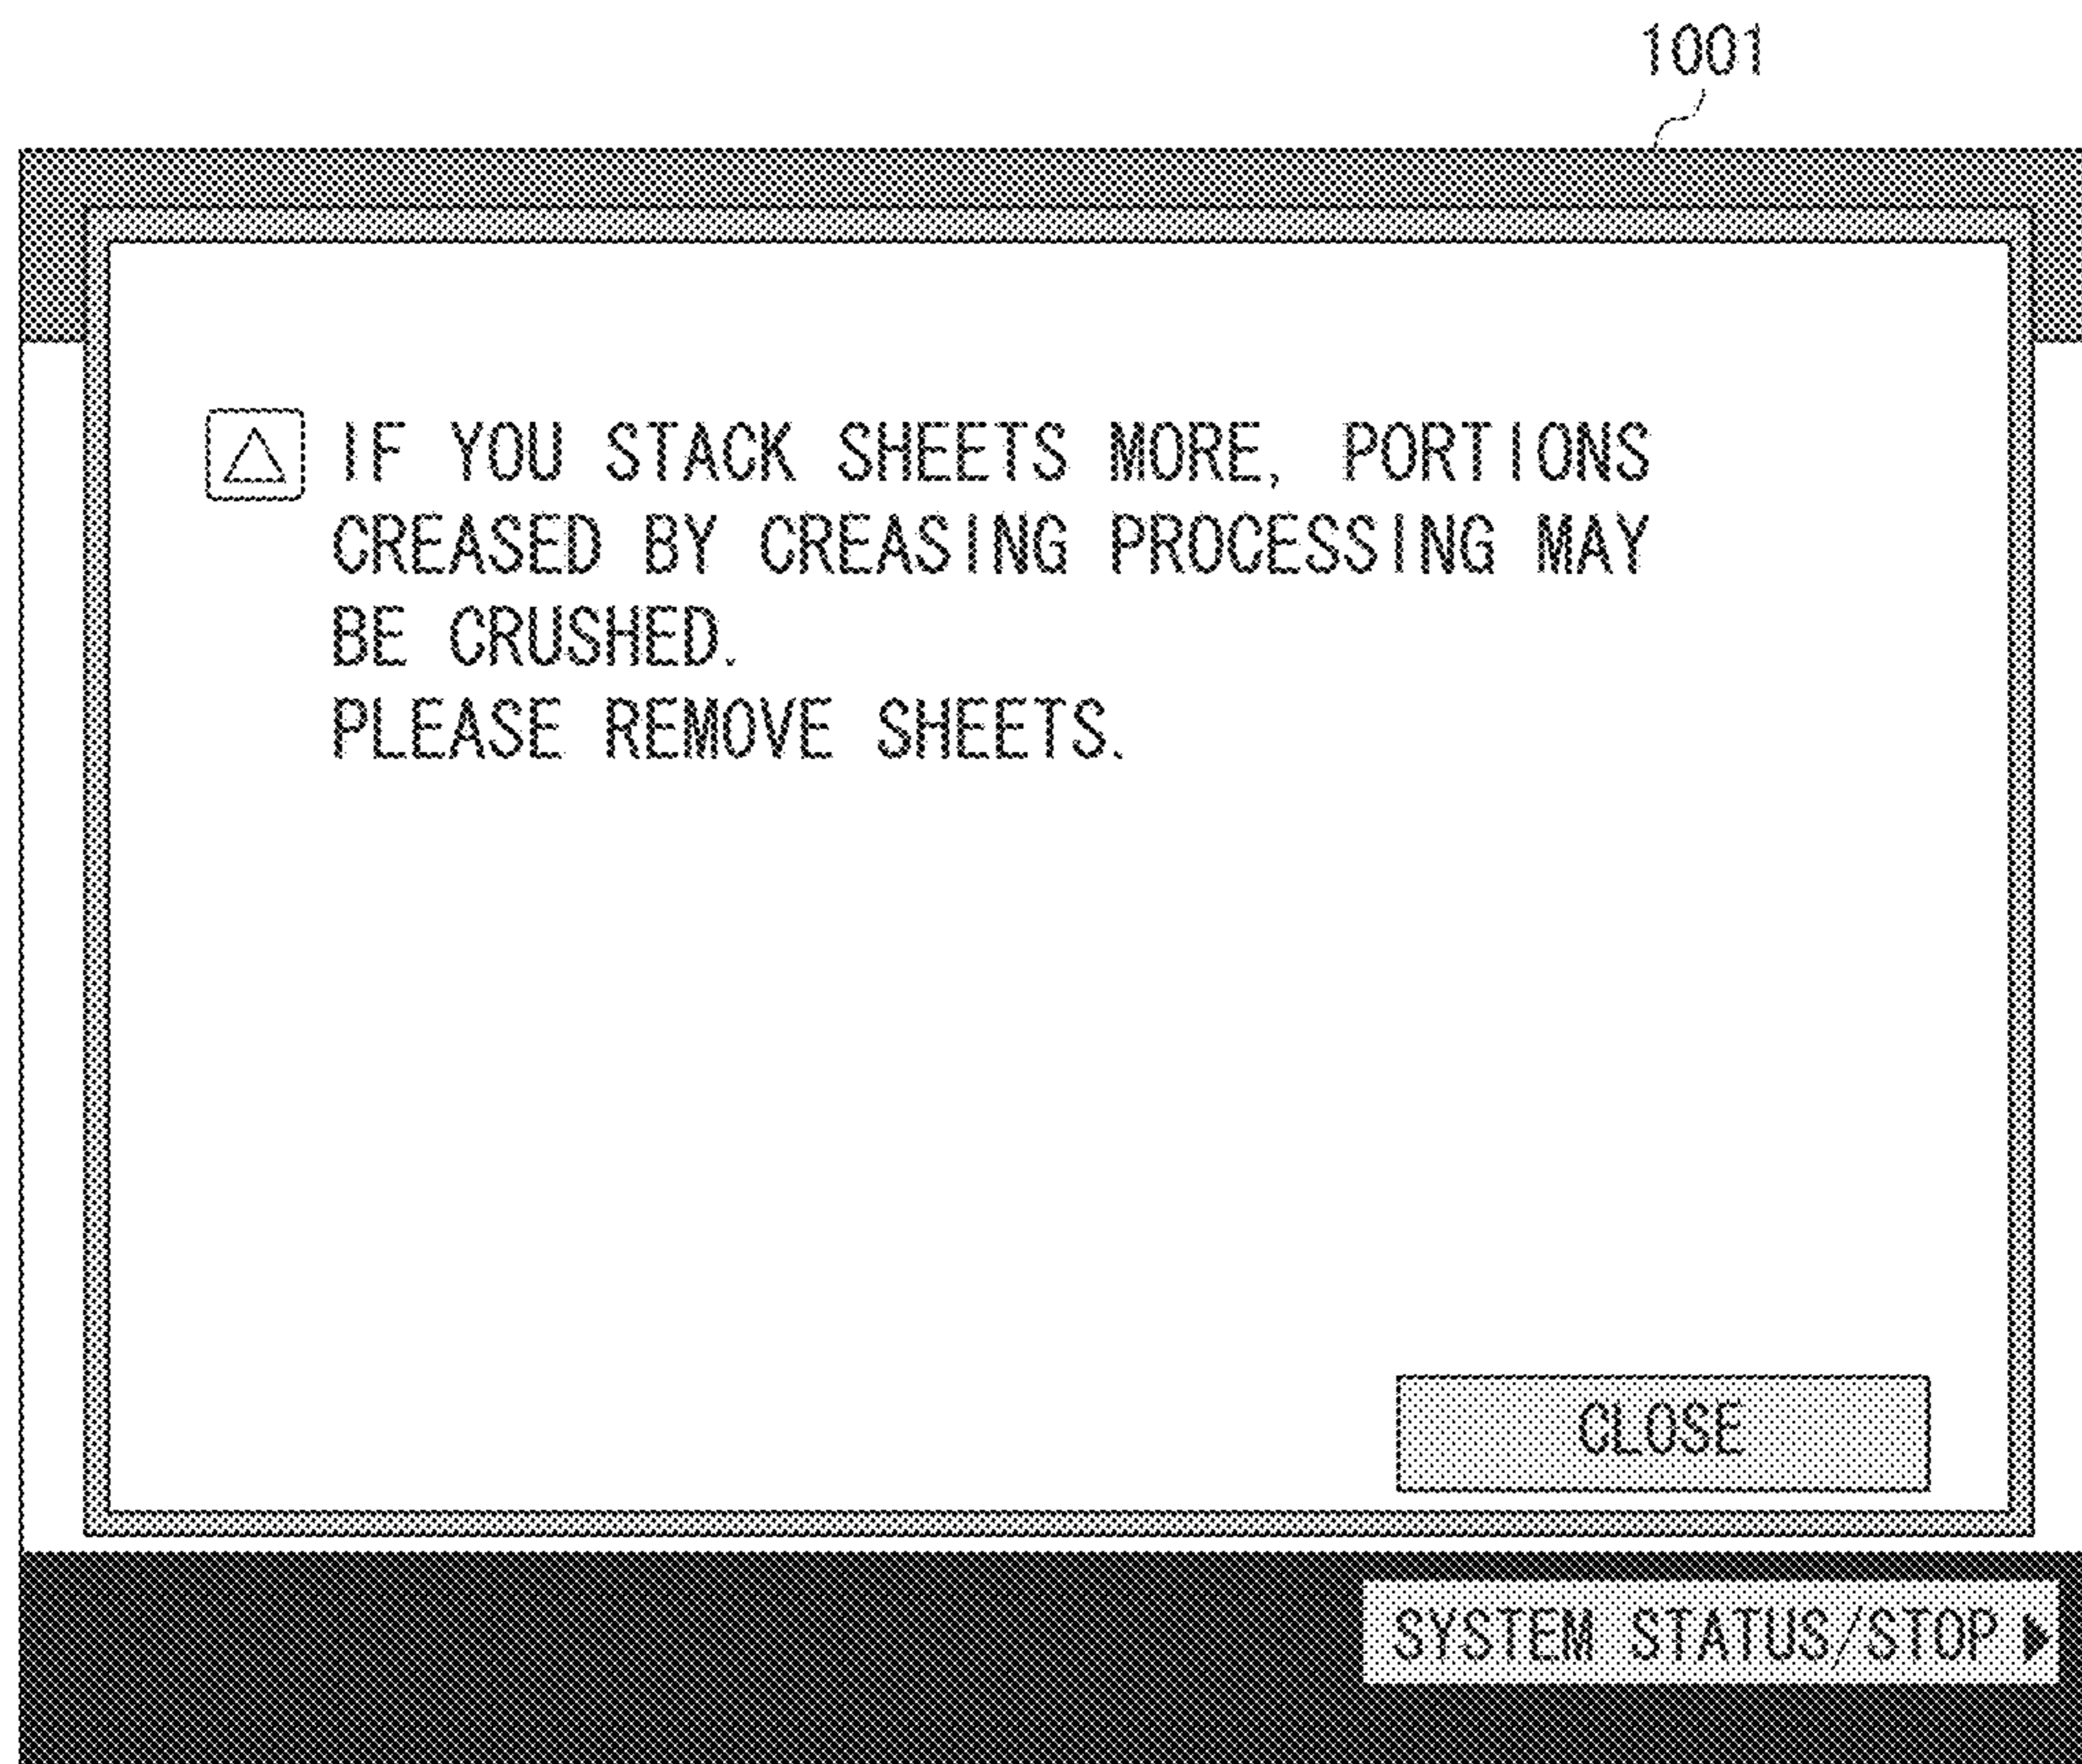 1001
IF YOU STACK SHEETS MORE, PORTIONS
CREASED BY CREASING PROCESSING MAY
BE CRUSHED.
PLEASE REMOVE SHEETS.
CLOSE
SYSTEM STATUS/STOP